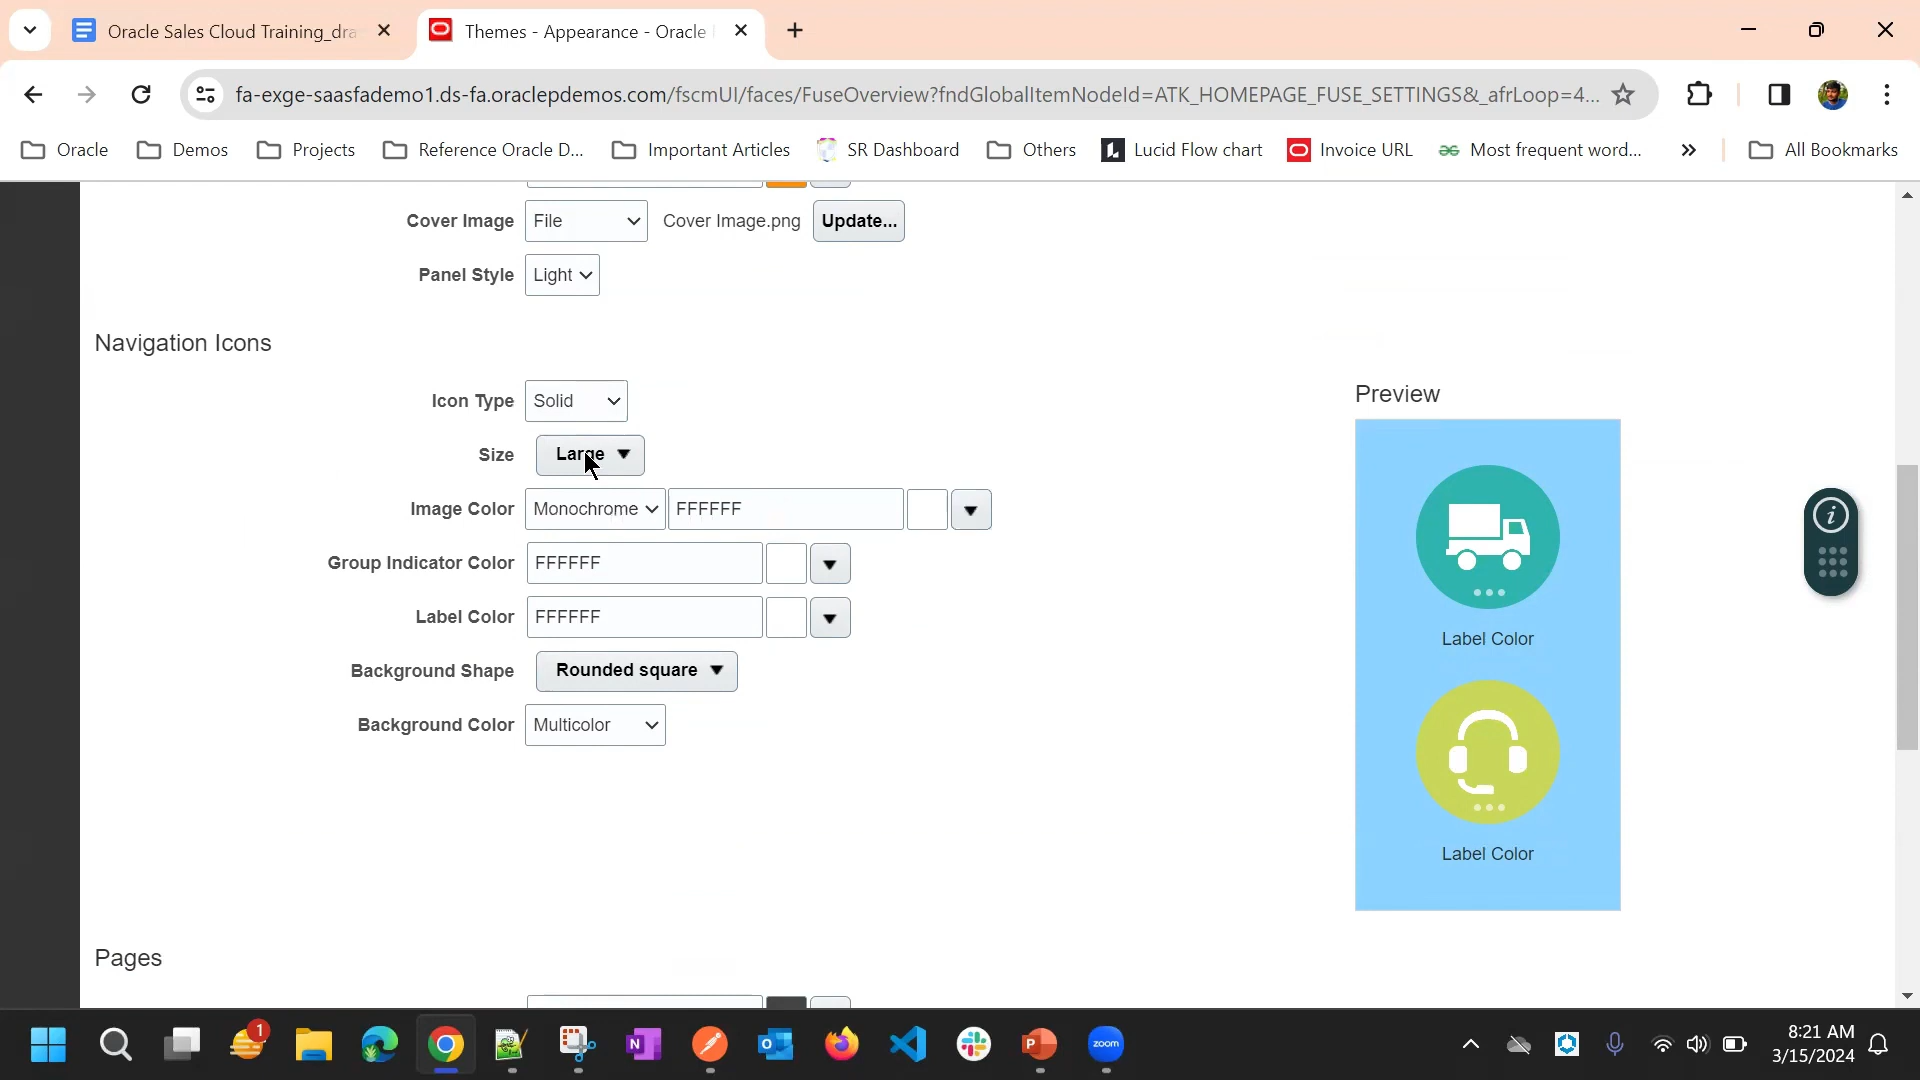 Oracle Sales Cloud Training_dra
Themes - Appearance - Oracle
fa-exge-saasfademo1.ds-fa.oraclepdemos.com/fscmUI/faces/FuseOverview?fndGlobalItemNodeId=ATK_HOMEPAGE_FUSE_SETTINGS&_afrLoop=4...
Oracle
Demos
Projects
Reference Oracle D...
Important Articles
SR Dashboard
Others
Lucid Flow chart
Invoice URL
Most frequent word...
All Bookmarks
Cover Image File Cover Image.png Update...
Panel Style Light
Navigation Icons
Icon Type Solid
Size Large
Image Color Monochrome FFFFFF
Group Indicator Color FFFFFF
Label Color FFFFFF
Background Shape Rounded square
Background Color Multicolor
Preview
Label Color
Label Color
Pages
1
zoom
8:21 AM
3/15/2024